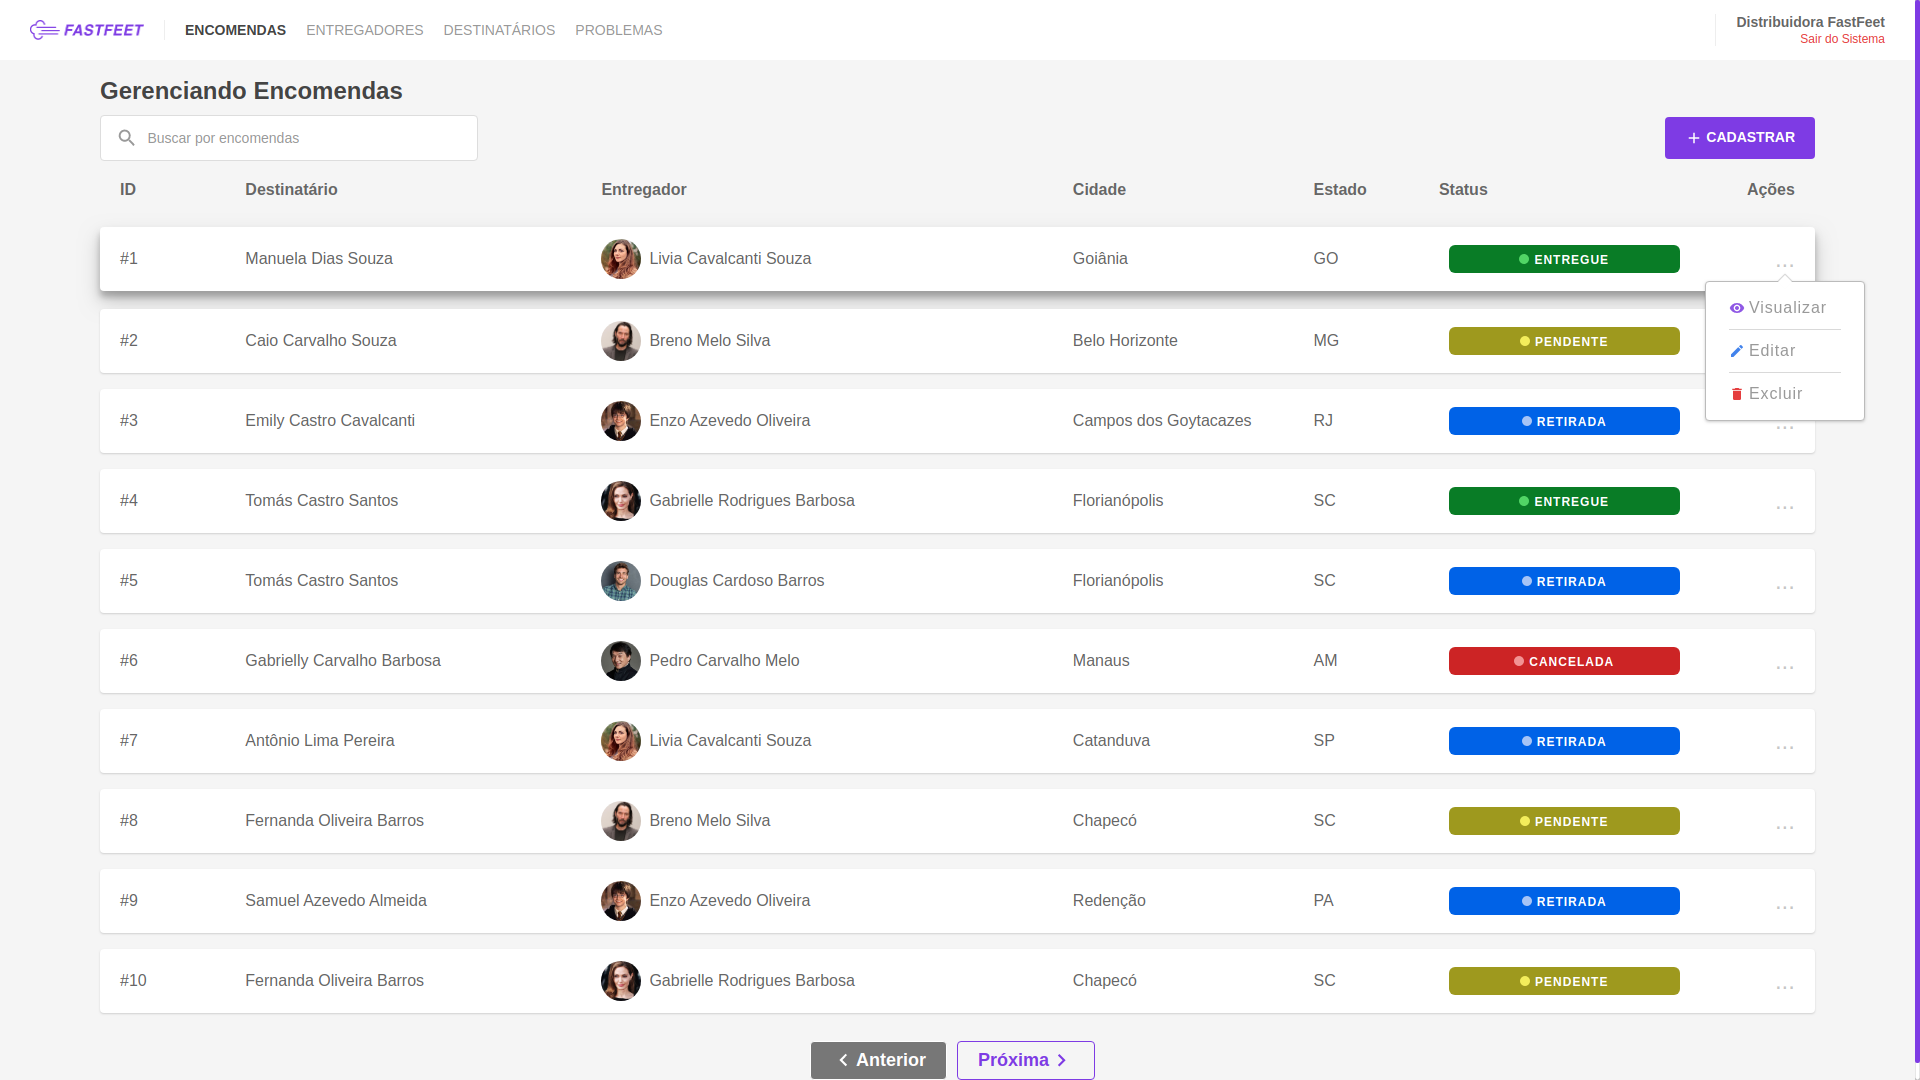 FASTFEET ENCOMENDAS ENTREGADORES DESTINATÁRIOS PROBLEMAS Distribuidora FastFeet
Sair do Sistema
Gerenciando Encomendas
Buscar por encomendas + CADASTRAR
ID Destinatário Entregador Cidade Estado Status Ações
#1 Manuela Dias Souza Livia Cavalcanti Souza Goiânia GO ENTREGUE ...
Visualizar
Editar
Excluir
#2 Caio Carvalho Souza Breno Melo Silva Belo Horizonte MG PENDENTE
#3 Emily Castro Cavalcanti Enzo Azevedo Oliveira Campos dos Goytacazes RJ RETIRADA ...
#4 Tomás Castro Santos Gabrielle Rodrigues Barbosa Florianópolis SC ENTREGUE ...
#5 Tomás Castro Santos Douglas Cardoso Barros Florianópolis SC RETIRADA ...
#6 Gabrielly Carvalho Barbosa Pedro Carvalho Melo Manaus AM CANCELADA ...
#7 Antônio Lima Pereira Livia Cavalcanti Souza Catanduva SP RETIRADA ...
#8 Fernanda Oliveira Barros Breno Melo Silva Chapecó SC PENDENTE ...
#9 Samuel Azevedo Almeida Enzo Azevedo Oliveira Redenção PA RETIRADA ...
#10 Fernanda Oliveira Barros Gabrielle Rodrigues Barbosa Chapecó SC PENDENTE ...
Anterior Próxima